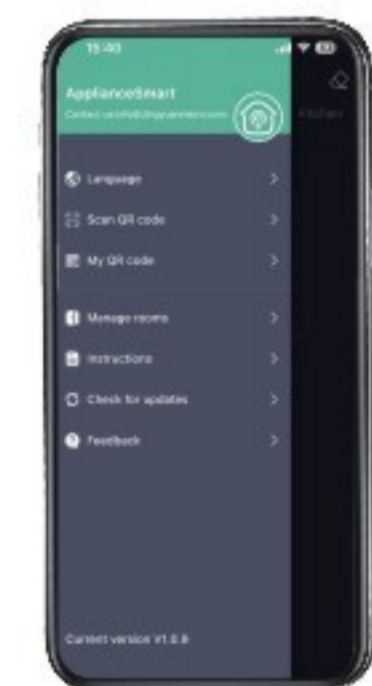 15:40
ApplianceSmart
Kitchen
Language
Scan QR code
My QR code
Manage rooms
Instructions
Check for updates
Feedback
Current version V1.0.9